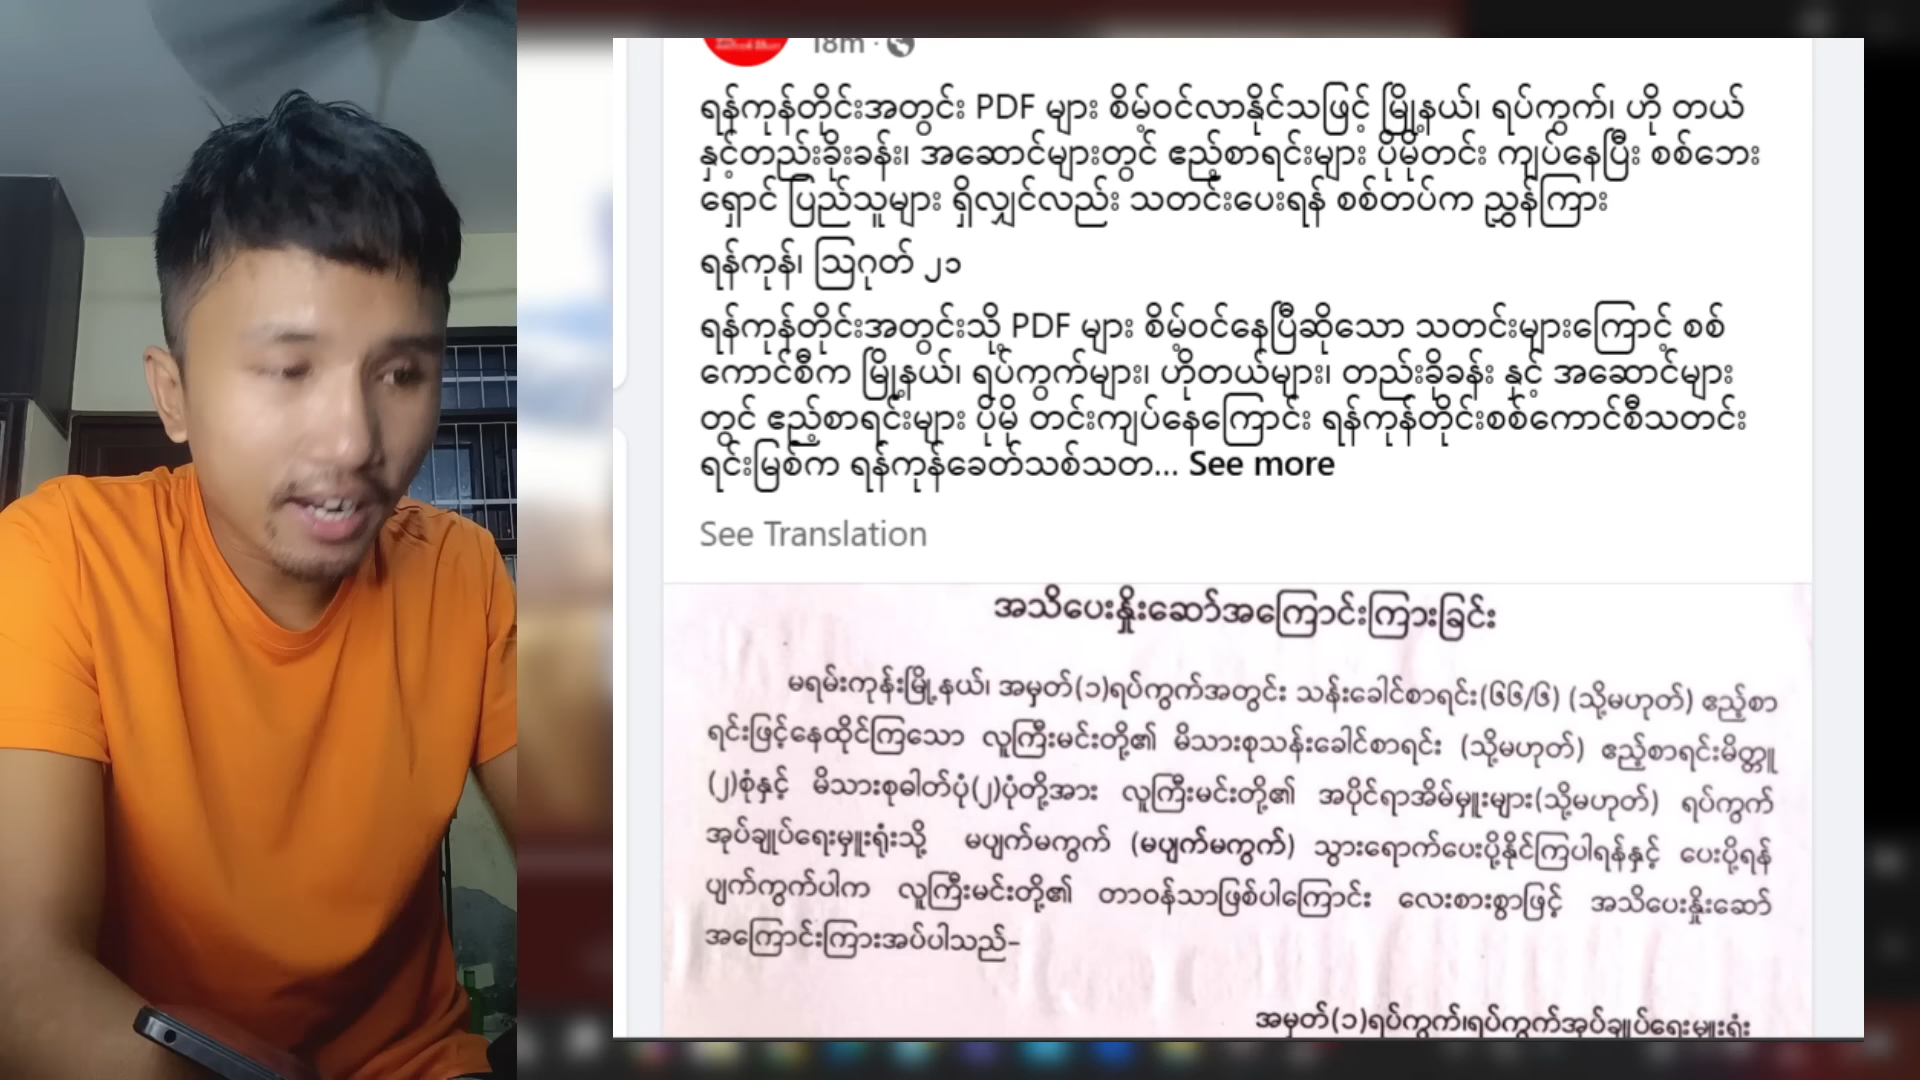 18m
ရန်ကုန်တိုင်းအတွင်း PDF များ စိမ့်ဝင်လာနိုင်သဖြင့် မြို့နယ်၊ ရပ်ကွက်၊ ဟို တယ်
နှင့်တည်းခိုးခန်း၊ အဆောင်များတွင် ဧည့်စာရင်းများ ပိုမိုတင်း ကျပ်နေပြီး စစ်ဘေး
ရှောင် ပြည်သူများ ရှိလျှင်လည်း သတင်းပေးရန် စစ်တပ်က ညွှန်ကြား
ရန်ကုန်၊ ဩဂုတ် ၂၁
ရန်ကုန်တိုင်းအတွင်းသို့ PDF များ စိမ့်ဝင်နေပြီဆိုသော သတင်းများကြောင့် စစ်
ကောင်စီက မြို့နယ်၊ ရပ်ကွက်များ၊ ဟိုတယ်များ၊ တည်းခိုခန်း နှင့် အဆောင်များ
တွင် ဧည့်စာရင်းများ ပိုမို တင်းကျပ်နေကြောင်း ရန်ကုန်တိုင်းစစ်ကောင်စီသတင်း
ရင်းမြစ်က ရန်ကုန်ခေတ်သစ်သတ... See more
See Translation
အသိပေးနှိုးဆော်အကြောင်းကြားခြင်း
မရမ်းကုန်းမြို့နယ်၊ အမှတ်(၁)ရပ်ကွက်အတွင်း သန်းခေါင်စာရင်း(၆၆/၆) (သို့မဟုတ်) ဧည့်စာ
ရင်းဖြင့်နေထိုင်ကြသော လူကြီးမင်းတို့၏ မိသားစုသန်းခေါင်စာရင်း (သို့မဟုတ်) ဧည့်စာရင်းမိတ္တူ
(၂)စုံနှင့် မိသားစုဓါတ်ပုံ(၂)ပုံတို့အား လူကြီးမင်းတို့၏ အပိုင်ရာအိမ်မှူးများ(သို့မဟုတ်) ရပ်ကွက်
အုပ်ချုပ်ရေးမှူးရုံးသို့ မပျက်မကွက် (မပျက်မကွက်) သွားရောက်ပေးပို့နိုင်ကြပါရန်နှင့် ပေးပို့ရန်
ပျက်ကွက်ပါက လူကြီးမင်းတို့၏ တာဝန်သာဖြစ်ပါကြောင်း လေးစားစွာဖြင့် အသိပေးနှိုးဆော်
အကြောင်းကြားအပ်ပါသည်-
အမှတ်(၁)ရပ်ကွက်၊ရပ်ကွက်အုပ်ချုပ်ရေးမှူးရုံး